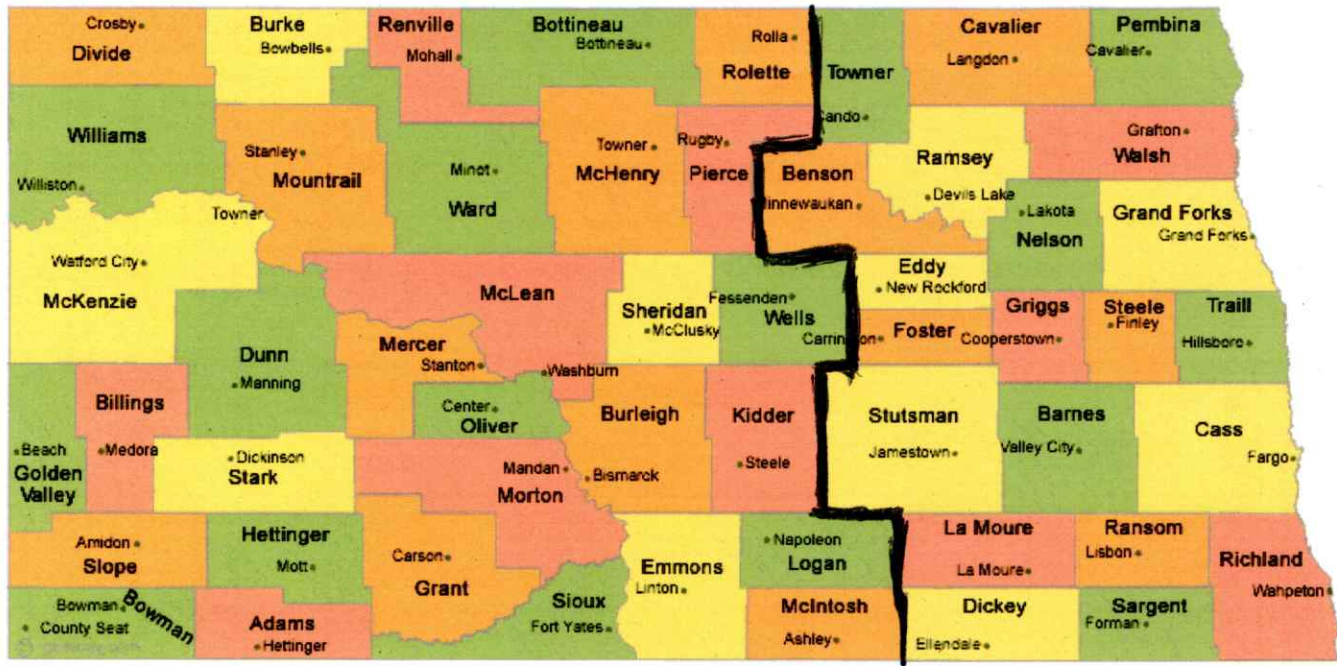 Crosby
Divide
Burke
Bowbells
Renville
Mohall
Bottineau
Bottineau
Rolla
Rolette
Towner
Cando
Cavalier
Langdon
Pembina
Cavalier
Williams
Williston
Stanley
Mountrail
Minot
Ward
Towner
McHenry
Rugby
Pierce
Benson
Minnewaukan
Ramsey
Devils Lake
Grafton
Walsh
Lakota
Nelson
Grand Forks
Grand Forks
Towner
Watford City
McKenzie
McLean
Washburn
Sheridan
McClusky
Fessenden
Wells
Eddy
New Rockford
Carrington
Foster
Griggs
Cooperstown
Steele
Finley
Traill
Hillsboro
Dunn
Manning
Mercer
Stanton
Center
Oliver
Billings
Medora
Beach
Golden
Valley
Dickinson
Stark
Mandan
Morton
Burleigh
Bismarck
Kidder
Steele
Stutsman
Jamestown
Barnes
Valley City
Cass
Fargo
Amidon
Slope
Hettinger
Mott
Carson
Grant
Emmons
Linton
Napoleon
Logan
La Moure
La Moure
Ransom
Lisbon
Richland
Wahpeton
Bowman
Bowman
County Seat
Adams
Hettinger
Sioux
Fort Yates
McIntosh
Ashley
Dickey
Ellendale
Sargent
Forman